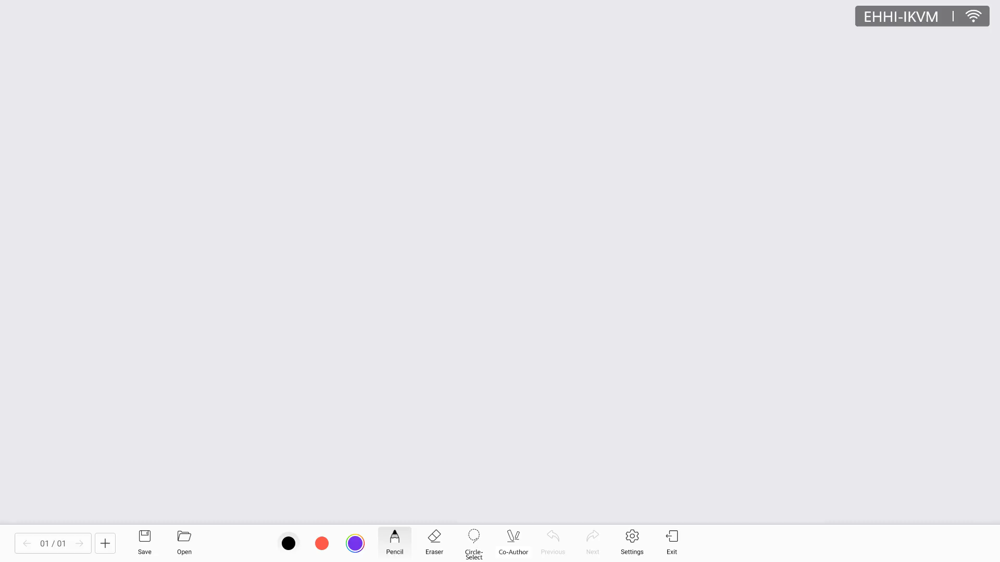 EHHI-IKVM
01 / 01
Save
Open
Pencil
Eraser
Circle-
Select
Co-Author
Previous
Next
Settings
Exit